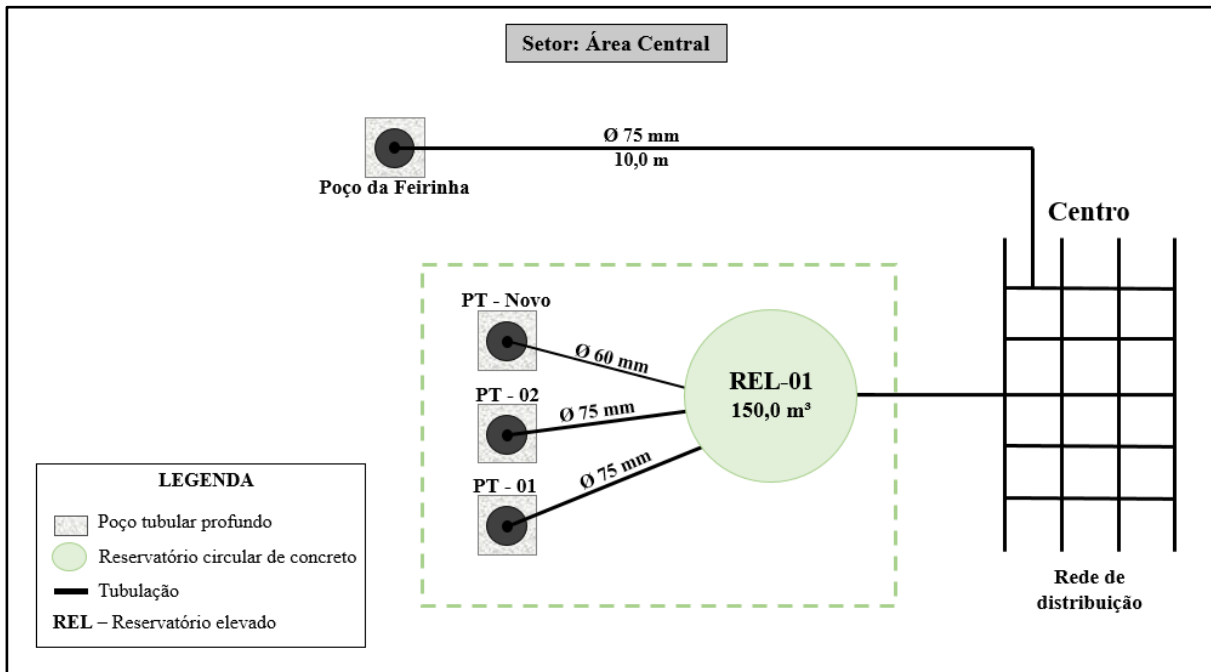 Setor: Área Central
Ø 75 mm
10,0 m
Poço da Feirinha
Centro
PT - Novo
Ø 60 mm
PT - 02
Ø 75 mm
REL-01
150,0 m³
PT - 01
Ø 75 mm
LEGENDA
Poço tubular profundo
Reservatório circular de concreto
Tubulação
REL – Reservatório elevado
Rede de
distribuição